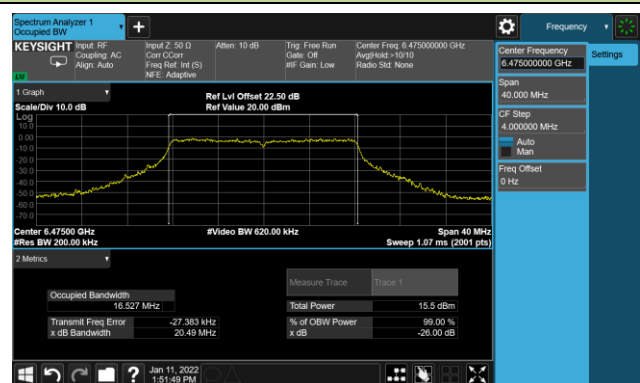 Spectrum Analyzer 1
Occupied BW
Frequency
KEYSIGHT
Input: RF
Coupling: AC
Align: Auto
Input Z: 50 Ω
Corr CCorr
Freq Ref: Int (S)
NFE: Adaptive
Atten: 10 dB
Trig: Free Run
Gate: Off
#IF Gain: Low
Center Freq: 6.475000000 GHz
Avg|Hold:>10/10
Radio Std: None
LVI
Center Frequency
6.475000000 GHz
Settings
Span
40.000 MHz
CF Step
4.000000 MHz
Auto
Man
Freq Offset
0 Hz
1 Graph
Scale/Div 10.0 dB
Ref Lvl Offset 22.50 dB
Ref Value 20.00 dBm
Log
10.0
0.00
-10.0
-20.0
-30.0
-40.0
-50.0
-60.0
-70.0
Center 6.47500 GHz
#Res BW 200.00 kHz
#Video BW 620.00 kHz
Span 40 MHz
Sweep 1.07 ms (2001 pts)
2 Metrics
Measure Trace
Trace 1
Occupied Bandwidth
16.527 MHz
Total Power
15.5 dBm
Transmit Freq Error
-27.383 kHz
% of OBW Power
99.00 %
x dB Bandwidth
20.49 MHz
x dB
-26.00 dB
Jan 11, 2022
1:51:49 PM